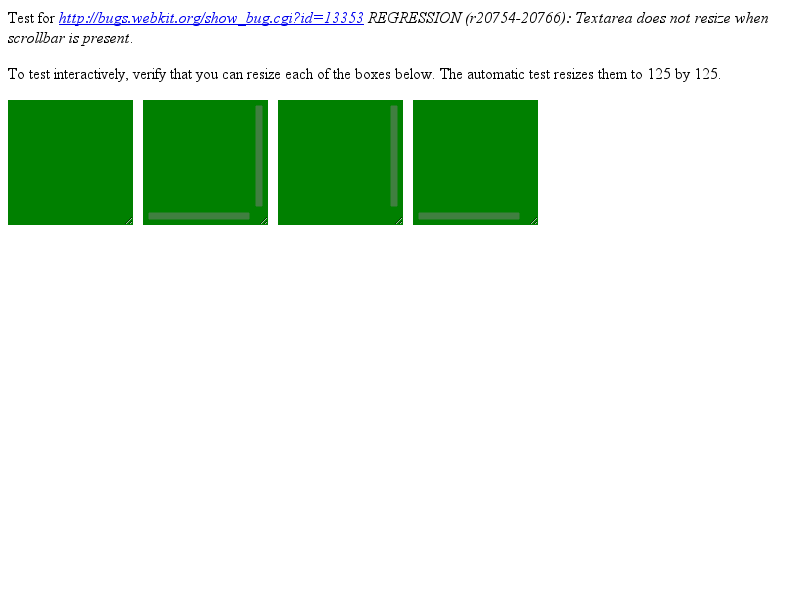 Test for http://bugs.webkit.org/show_bug.cgi?id=13353 REGRESSION (r20754-20766): Textarea does not resize when
scrollbar is present.
To test interactively, verify that you can resize each of the boxes below. The automatic test resizes them to 125 by 125.